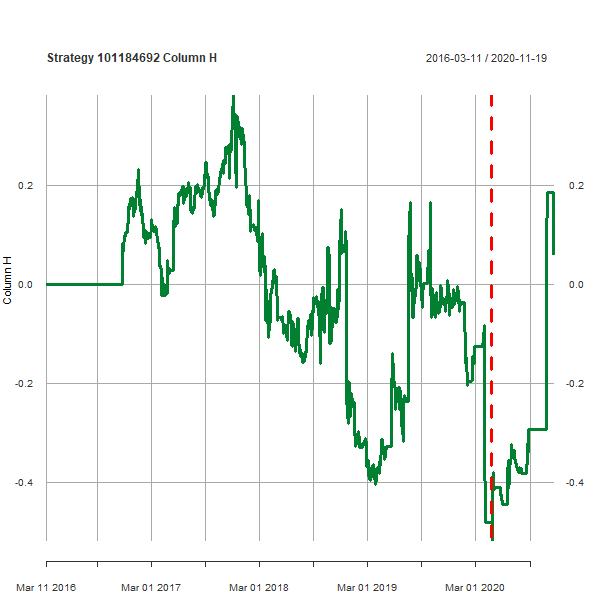 Strategy 101184692 Column H
2016-03-11 / 2020-11-19
0.2
0.2
0.0
0.0
-0.2
-0.2
-0.4
-0.4
Column H
Mar 11 2016
Mar 01 2017
Mar 01 2018
Mar 01 2019
Mar 01 2020